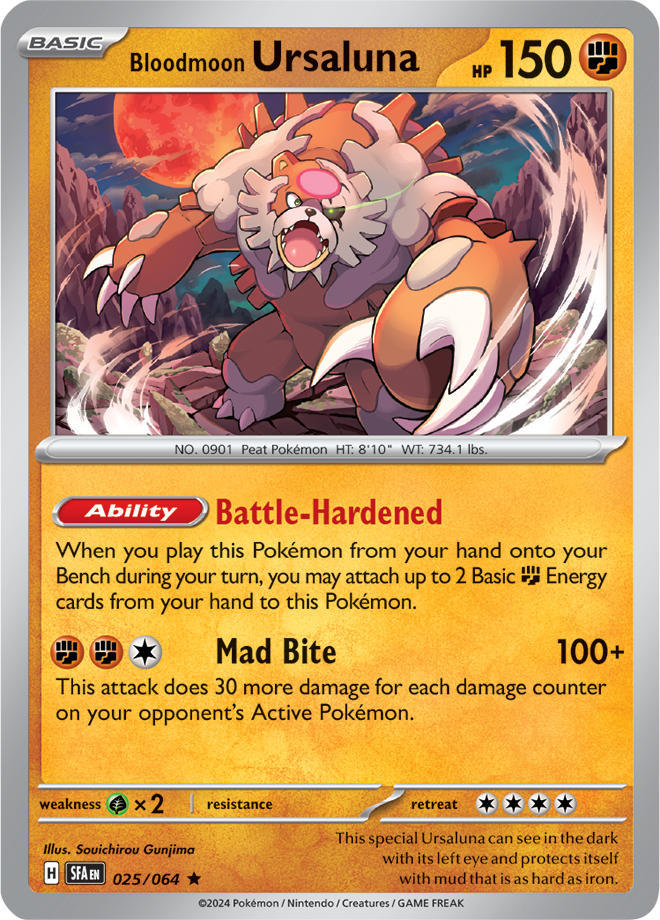 BASIC
Bloodmoon Ursaluna HP 150
NO. 0901 Peat Pokémon HT: 8'10" WT: 734.1 lbs.
Ability Battle-Hardened
When you play this Pokémon from your hand onto your
Bench during your turn, you may attach up to 2 Basic Energy
cards from your hand to this Pokémon.
Mad Bite 100+
This attack does 30 more damage for each damage counter
on your opponent's Active Pokémon.
weakness ×2 resistance retreat
Illus. Souichirou Gunjima
H SFA EN 025/064 ★
This special Ursaluna can see in the dark
with its left eye and protects itself
with mud that is as hard as iron.
©2024 Pokémon / Nintendo / Creatures / GAME FREAK